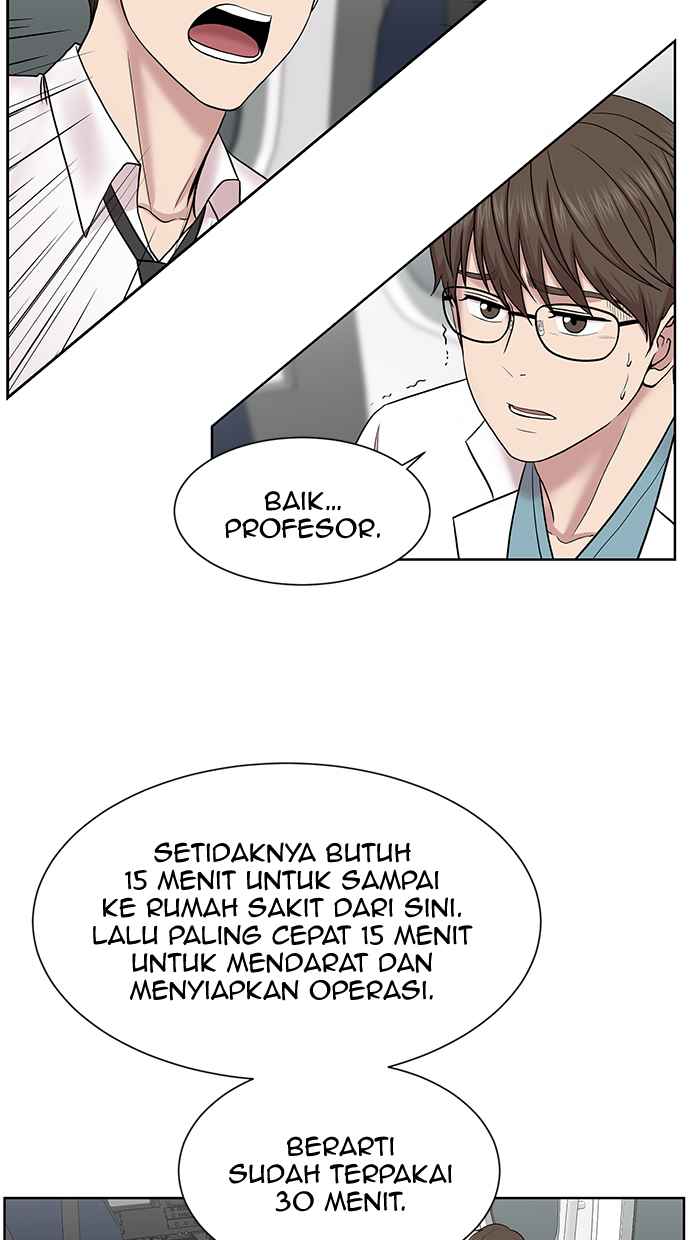 BAIK...
PROFESOR.
SETIDAKNYA BUTUH
15 MENIT UNTUK SAMPAI
KE RUMAH SAKIT DARI SINI.
LALU PALING CEPAT 15 MENIT
UNTUK MENDARAT DAN
MENYIAPKAN OPERASI.
BERARTI
SUDAH TERPAKAI
30 MENIT.